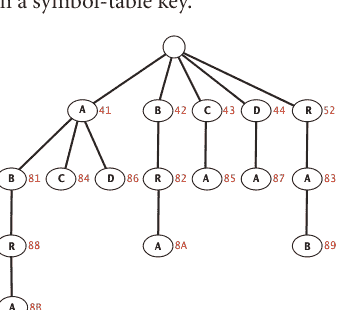 a symbol-table key.
A 41 B 42 C 43 D 44 R 52
B 81 C 84 D 86 R 82 A 85 A 87 A 83
R 88 A 8A B 89
A 8B